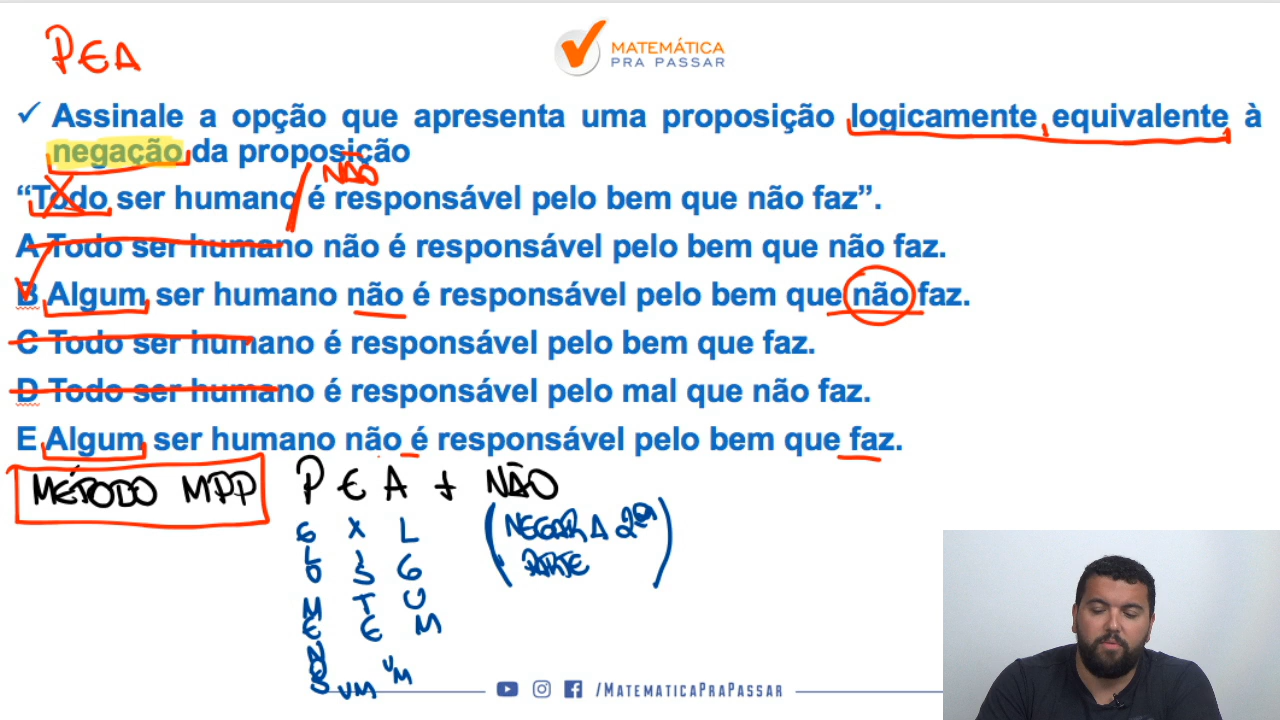 PEA
MATEMÁTICA
PRA PASSAR
✓ Assinale a opção que apresenta uma proposição logicamente equivalente à
negação da proposição
NÃO
“Todo ser humano é responsável pelo bem que não faz”.
A Todo ser humano não é responsável pelo bem que não faz.
B Algum ser humano não é responsável pelo bem que não faz.
C Todo ser humano é responsável pelo bem que faz.
D Todo ser humano é responsável pelo mal que não faz.
E Algum ser humano não é responsável pelo bem que faz.
MÉTODO MPP P E A + NÃO
(NEGAR A 2ª
PARTE)
E X L
L I G
O S U
M T M
E E
N
O
S UM UM
/MatematicaPraPassar